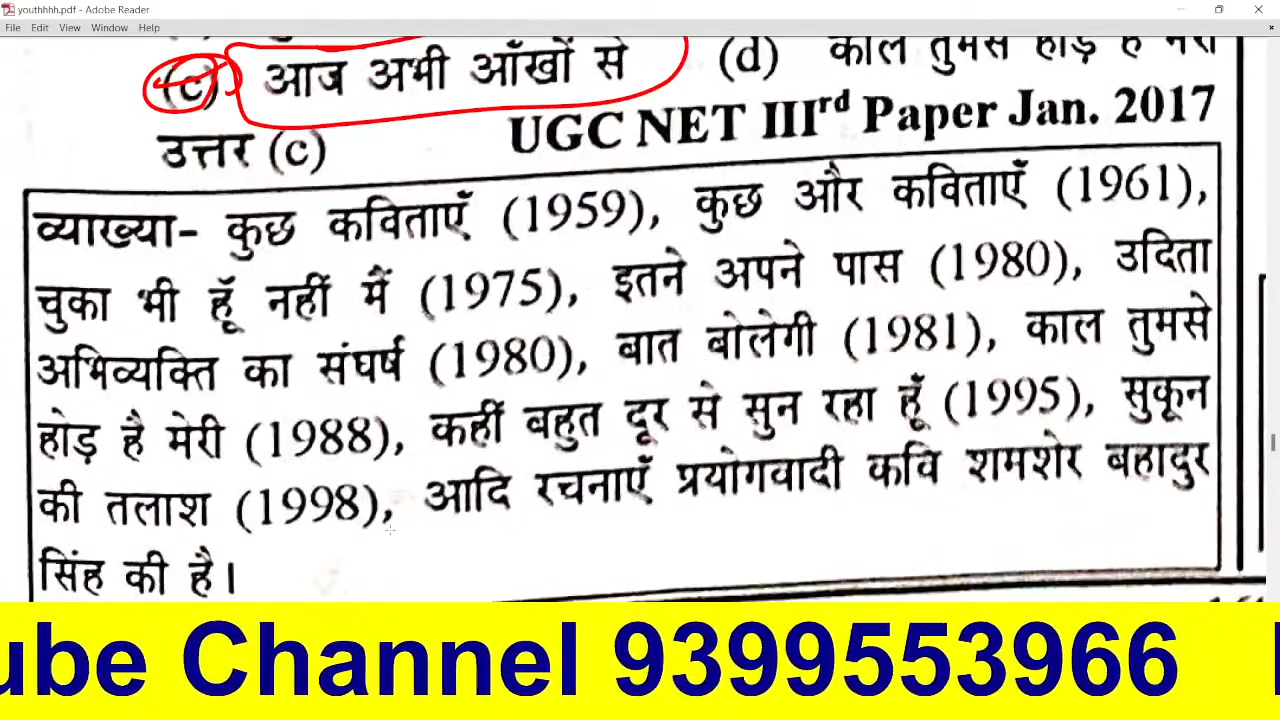 youthhhh.pdf - Adobe Reader
File Edit View Window Help
(c) आज अभी आँखों से (d) काल तुमसे होड़ है मेरी
उत्तर (c) UGC NET IIIrd Paper Jan. 2017
व्याख्या- कुछ कविताएँ (1959), कुछ और कविताएँ (1961),
चुका भी हूँ नहीं मैं (1975), इतने अपने पास (1980), उदिता
अभिव्यक्ति का संघर्ष (1980), बात बोलेगी (1981), काल तुमसे
होड़ है मेरी (1988), कहीं बहुत दूर से सुन रहा हूँ (1995), सुकून
की तलाश (1998), आदि रचनाएँ प्रयोगवादी कवि शमशेर बहादुर
सिंह की है।
ube Channel 9399553966